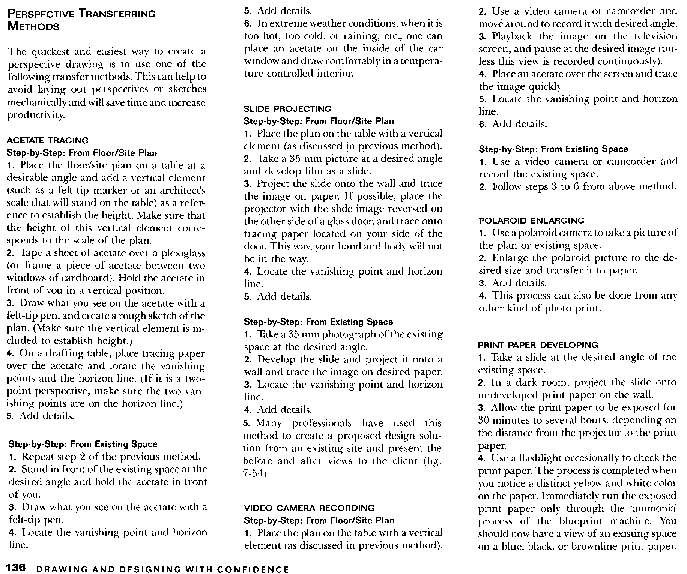 PERSPECTIVE TRANSFERRING
METHODS
The quickest and easiest way to create a
perspective drawing is to use one of the
following transfer methods. This can help to
avoid laying out perspectives or sketches
mechanically and will save time and increase
productivity.
ACETATE TRACING
Step-by-Step: From Floor/Site Plan
1. Place the floor/site plan on a table at a
desirable angle and add a vertical element
(such as a felt-tip marker or an architect's
scale that will stand on the table) as a refer-
ence to establish the height. Make sure that
the height of this vertical element corre-
sponds to the scale of the plan.
2. Tape a sheet of acetate over a plexiglass
(or frame a piece of acetate between two
windows of cardboard). Hold the acetate in
front of you in a vertical position.
3. Draw what you see on the acetate with a
felt-tip pen, and create a rough sketch of the
plan. (Make sure the vertical element is in-
cluded to establish height.)
4. On a drafting table, place tracing paper
over the acetate and locate the vanishing
points and the horizon line. (If it is a two-
point perspective, make sure the two van-
ishing points are on the horizon line.)
5. Add details.
Step-by-Step: From Existing Space
1. Repeat step 2 of the previous method.
2. Stand in front of the existing space at the
desired angle and hold the acetate in front
of you.
3. Draw what you see on the acetate with a
felt-tip pen.
4. Locate the vanishing point and horizon
line.
5. Add details.
6. In extreme weather conditions, when it is
too hot, too cold, or raining, etc., one can
place an acetate on the inside of the car
window and draw comfortably in a tempera-
ture-controlled interior.
SLIDE PROJECTING
Step-by-Step: From Floor/Site Plan
1. Place the plan on the table with a vertical
element (as discussed in previous method).
2. Take a 35 mm picture at a desired angle
and develop film as a slide.
3. Project the slide onto the wall and trace
the image on paper. If possible, place the
projector with the slide image reversed on
the other side of a glass door, and trace onto
tracing paper located on your side of the
door. This way, your hand and body will not
be in the way.
4. Locate the vanishing point and horizon
line.
5. Add details.
Step-by-Step: From Existing Space
1. Take a 35 mm photograph of the existing
space at the desired angle.
2. Develop the slide and project it onto a
wall and trace the image on desired paper.
3. Locate the vanishing point and horizon
line.
4. Add details.
5. Many professionals have used this
method to create a proposed design solu-
tion from an existing site and present the
before and after views to the client (fig.
7-54).
VIDEO CAMERA RECORDING
Step-by-Step: From Floor/Site Plan
1. Place the plan on the table with a vertical
element (as discussed in previous method).
2. Use a video camera or camcorder and
move around to record it with desired angle.
3. Playback the image on the television
screen, and pause at the desired image (un-
less this view is recorded continuously).
4. Place an acetate over the screen and trace
the image quickly.
5. Locate the vanishing point and horizon
line.
6. Add details.
Step-by-Step: From Existing Space
1. Use a video camera or camcorder and
record the existing space.
2. Follow steps 3 to 6 from above method.
POLAROID ENLARGING
1. Use a polaroid camera to take a picture of
the plan or existing space.
2. Enlarge the polaroid picture to the de-
sired size and transfer it to paper.
3. Add details.
4. This process can also be done from any
other kind of photo print.
PRINT PAPER DEVELOPING
1. Take a slide at the desired angle of the
existing space.
2. In a dark room, project the slide onto
undeveloped print paper on the wall.
3. Allow the print paper to be exposed for
30 minutes to several hours, depending on
the distance from the projector to the print
paper.
4. Use a flashlight occasionally to check the
print paper. The process is completed when
you notice a distinct yellow and white color
on the paper. Immediately run the exposed
print paper only through the "ammonia"
process of the blueprint machine. You
should now have a view of an existing space
on a blue, black, or brownline print paper.
136 DRAWING AND DESIGNING WITH CONFIDENCE